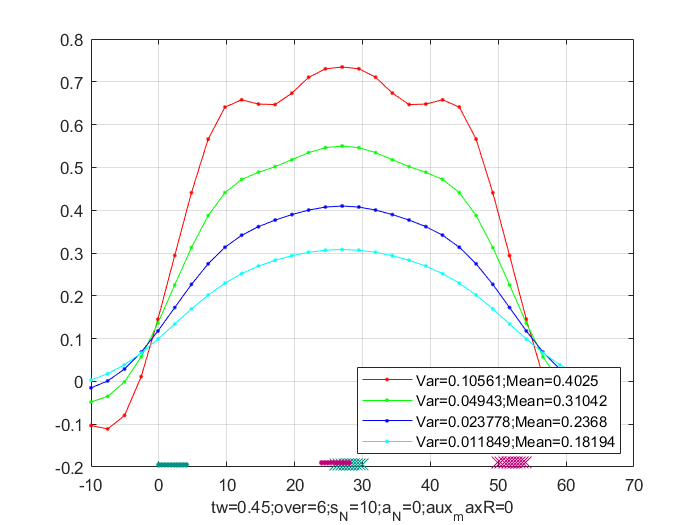 0.8
0.7
0.6
0.5
0.4
0.3
0.2
0.1
0
-0.1
-0.2
-10 0 10 20 30 40 50 60 70
Var=0.10561;Mean=0.4025
Var=0.04943;Mean=0.31042
Var=0.023778;Mean=0.2368
Var=0.011849;Mean=0.18194
tw=0.45;over=6;s_N=10;a_N=0;aux_maxR=0